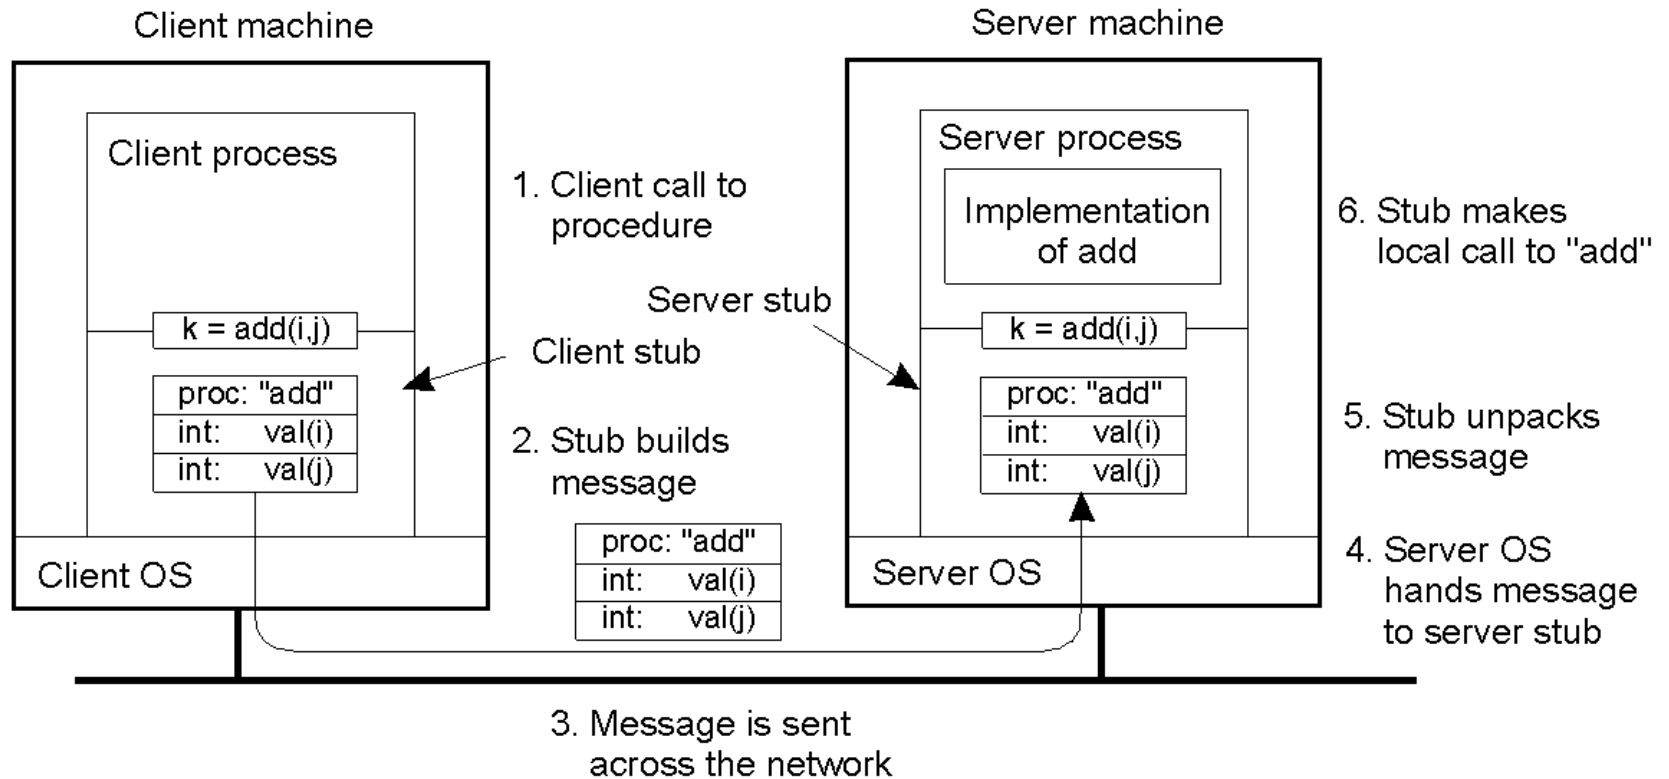 Client machine
Server machine
Client process
1. Client call to
procedure
Server process
Implementation
of add
6. Stub makes
local call to "add"
Server stub
k = add(i,j)
k = add(i,j)
Client stub
proc: "add"
int: val(i)
int: val(j)
2. Stub builds
message
proc: "add"
int: val(i)
int: val(j)
proc: "add"
int: val(i)
int: val(j)
5. Stub unpacks
message
Client OS
Server OS
4. Server OS
hands message
to server stub
3. Message is sent
across the network